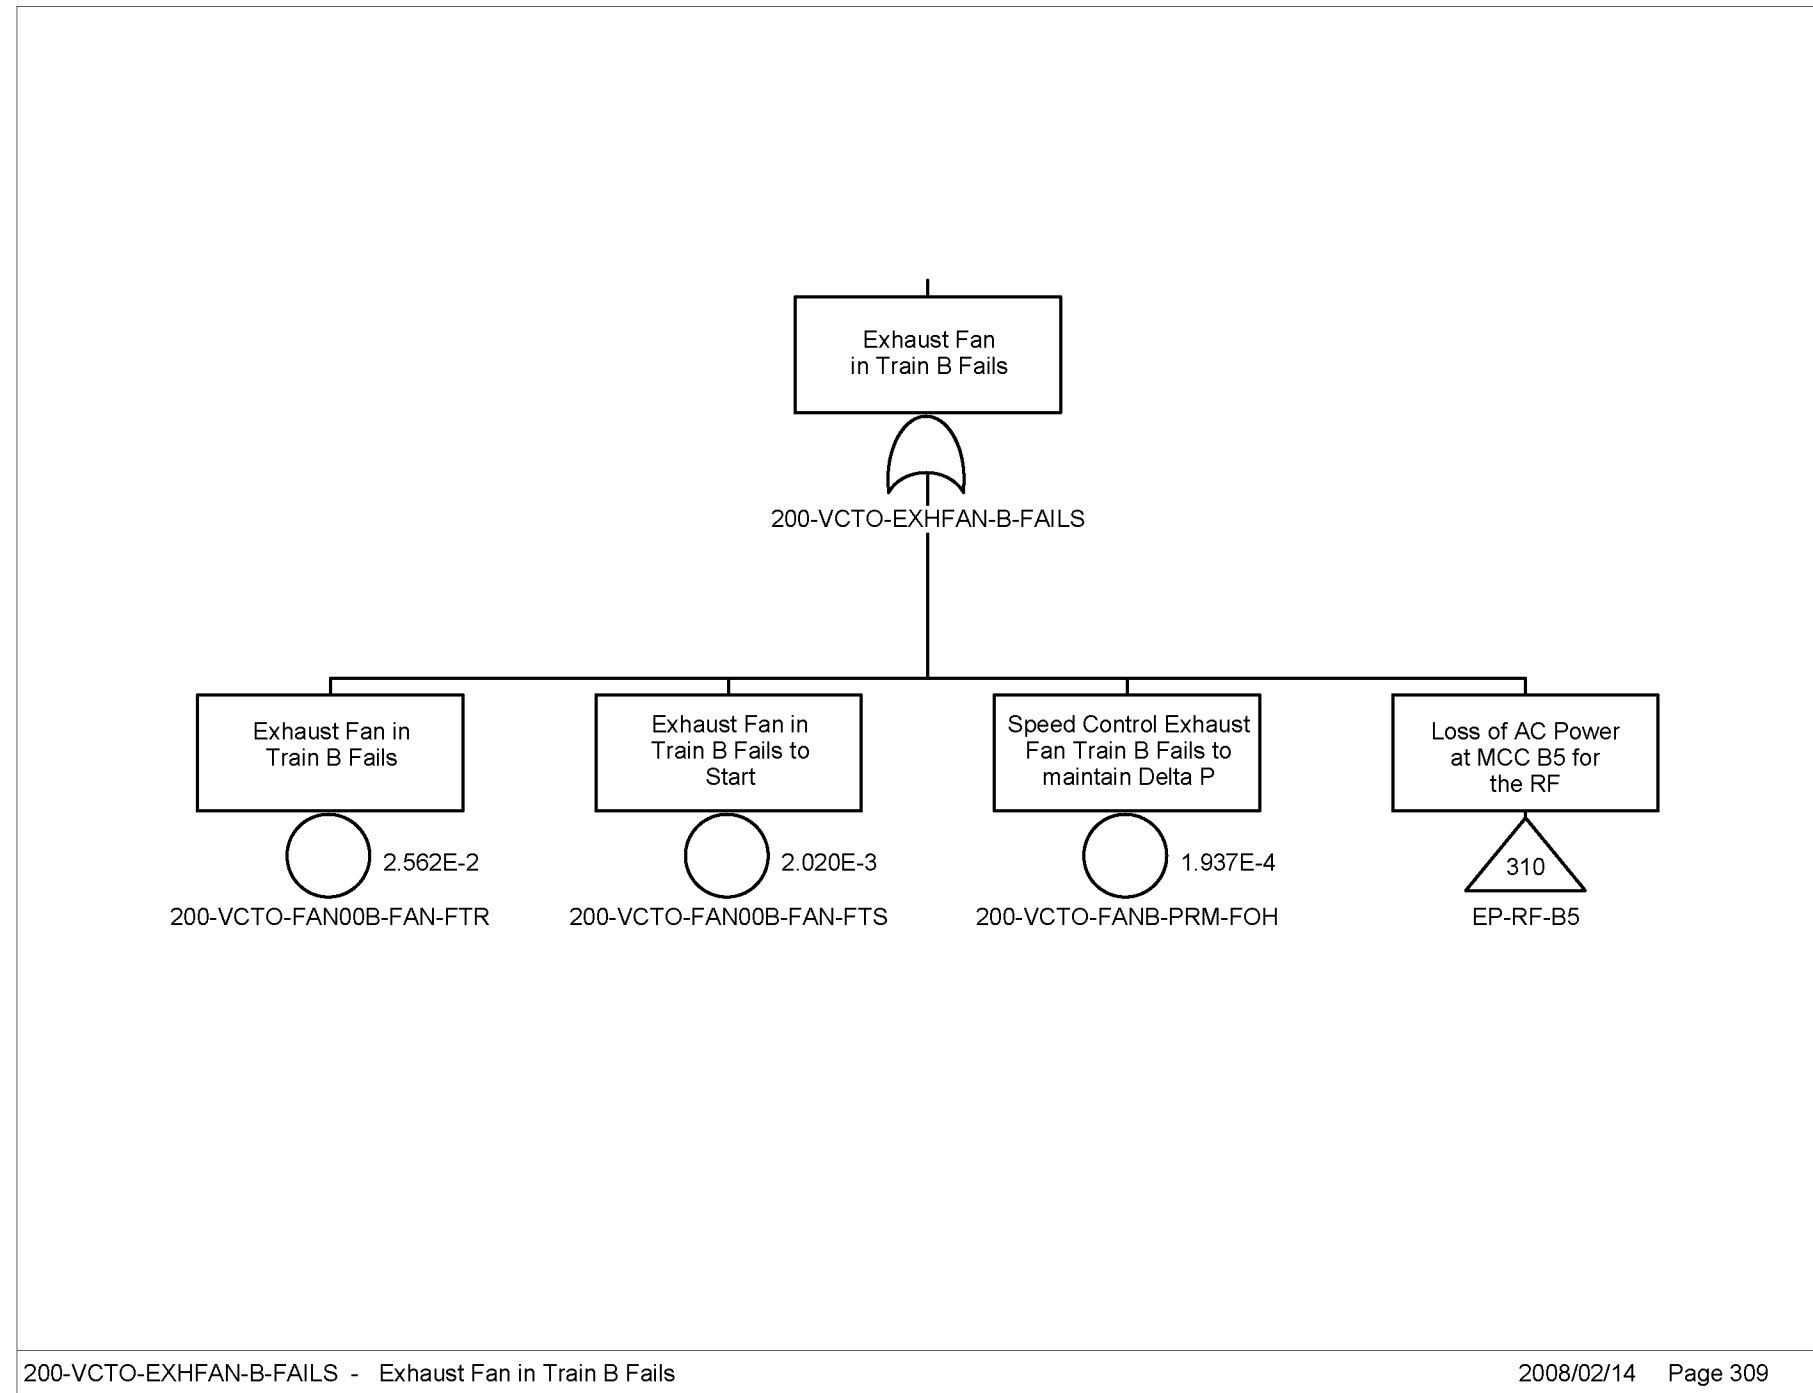 Exhaust Fan
in Train B Fails
200-VCTO-EXHFAN-B-FAILS
Exhaust Fan in
Train B Fails
2.562E-2
200-VCTO-FAN00B-FAN-FTR
Exhaust Fan in
Train B Fails to
Start
2.020E-3
200-VCTO-FAN00B-FAN-FTS
Speed Control Exhaust
Fan Train B Fails to
maintain Delta P
1.937E-4
200-VCTO-FANB-PRM-FOH
Loss of AC Power
at MCC B5 for
the RF
310
EP-RF-B5
200-VCTO-EXHFAN-B-FAILS - Exhaust Fan in Train B Fails
2008/02/14 Page 309